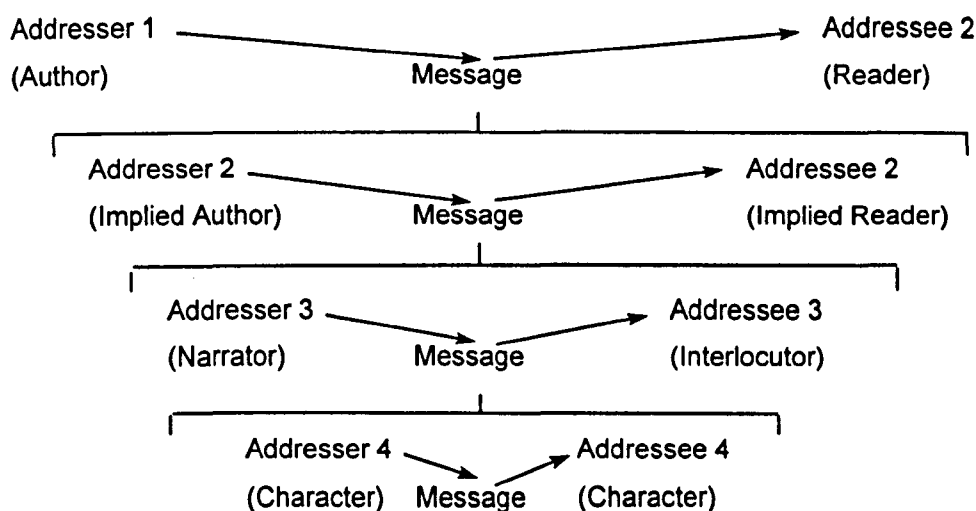 Addresser 1 Addressee 2
(Author) Message (Reader)
Addresser 2 Addressee 2
(Implied Author) Message (Implied Reader)
Addresser 3 Addressee 3
(Narrator) Message (Interlocutor)
Addresser 4 Addressee 4
(Character) Message (Character)